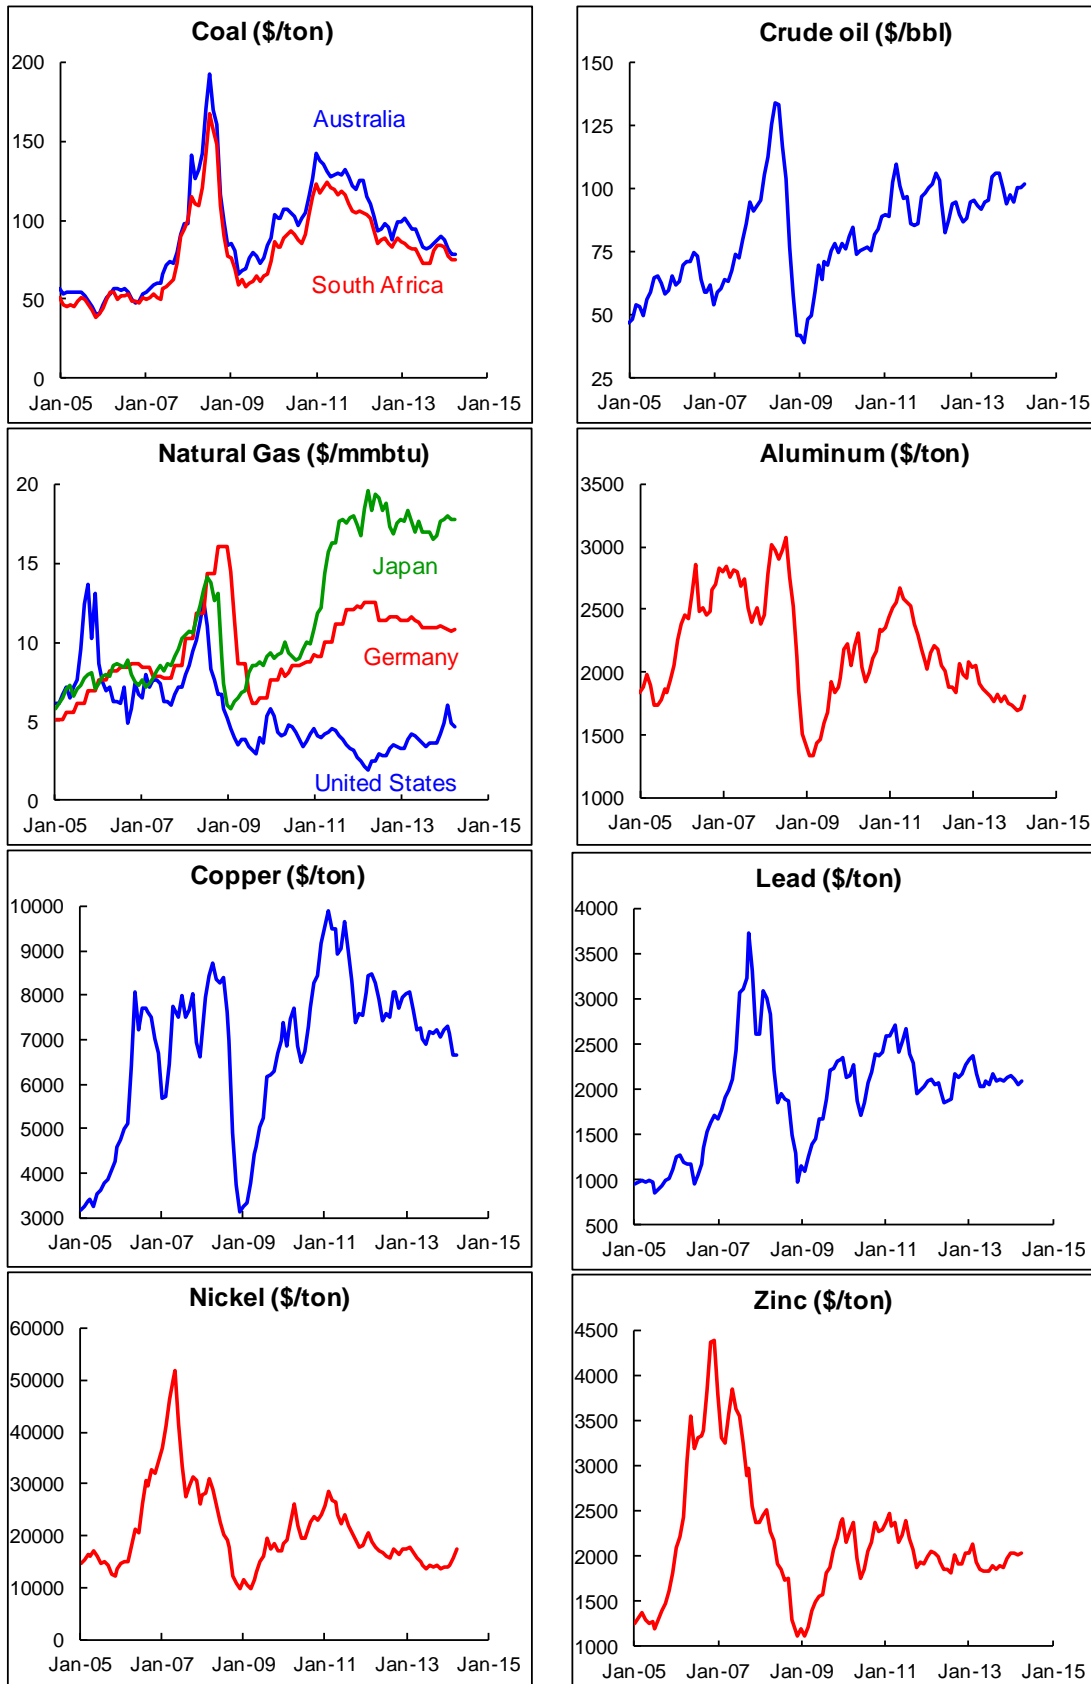 Coal ($/ton)
200
150
100
50
0
Australia
South Africa
Jan-05 Jan-07 Jan-09 Jan-11 Jan-13 Jan-15
Crude oil ($/bbl)
150
125
100
75
50
25
Jan-05 Jan-07 Jan-09 Jan-11 Jan-13 Jan-15
Natural Gas ($/mmbtu)
20
15
10
5
0
Japan
Germany
United States
Jan-05 Jan-07 Jan-09 Jan-11 Jan-13 Jan-15
Aluminum ($/ton)
3500
3000
2500
2000
1500
1000
Jan-05 Jan-07 Jan-09 Jan-11 Jan-13 Jan-15
Copper ($/ton)
10000
9000
8000
7000
6000
5000
4000
3000
Jan-05 Jan-07 Jan-09 Jan-11 Jan-13 Jan-15
Lead ($/ton)
4000
3500
3000
2500
2000
1500
1000
500
Jan-05 Jan-07 Jan-09 Jan-11 Jan-13 Jan-15
Nickel ($/ton)
60000
50000
40000
30000
20000
10000
0
Jan-05 Jan-07 Jan-09 Jan-11 Jan-13 Jan-15
Zinc ($/ton)
4500
4000
3500
3000
2500
2000
1500
1000
Jan-05 Jan-07 Jan-09 Jan-11 Jan-13 Jan-15